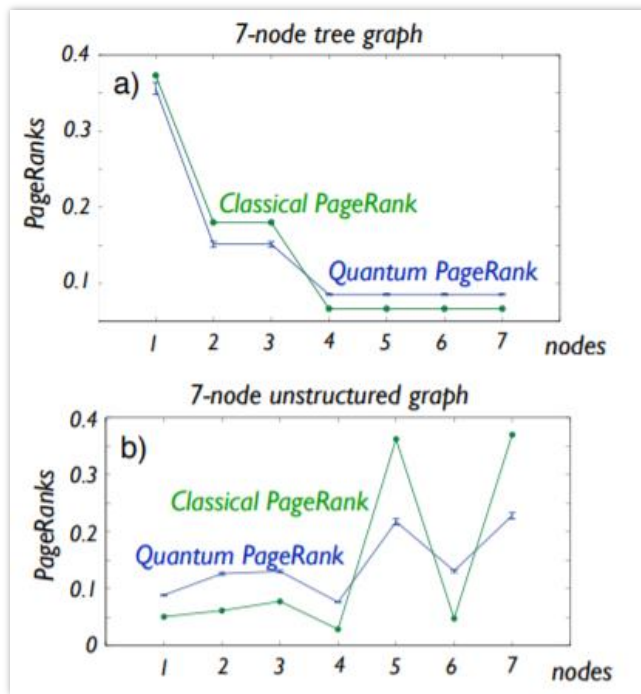 7-node tree graph
a)
0.4
0.3
0.2
0.1
PageRanks
Classical PageRank
Quantum PageRank
1 2 3 4 5 6 7 nodes
7-node unstructured graph
b)
0.4
0.3
0.2
0.1
0
PageRanks
Classical PageRank
Quantum PageRank
1 2 3 4 5 6 7 nodes